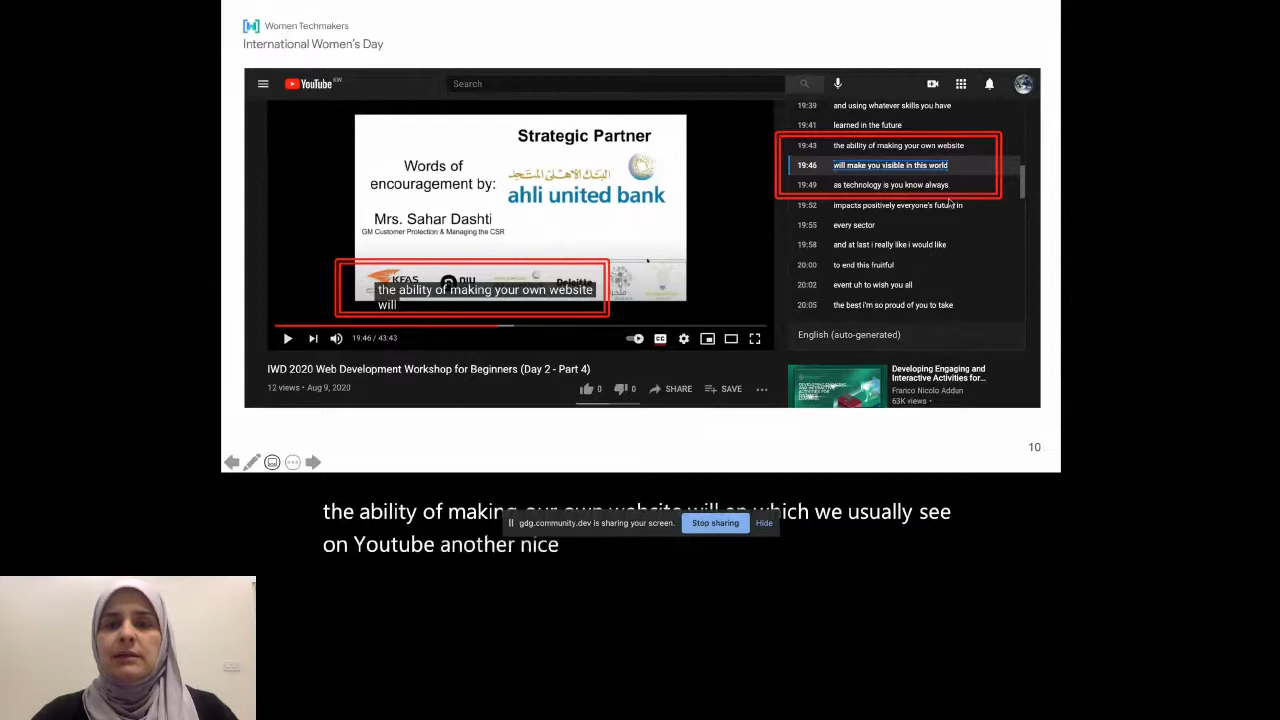 Women Techmakers
International Women's Day
YouTube KW
Search
Strategic Partner
Words of
encouragement by:
البنك الأهلي المتحد
ahli united bank
Mrs. Sahar Dashti
GM Customer Protection & Managing the CSR
KFAS
Deloitte
the ability of making your own website
will
19:46 / 43:43
CC
IWD 2020 Web Development Workshop for Beginners (Day 2 - Part 4)
12 views • Aug 9, 2020
0
0
SHARE
SAVE
19:39 and using whatever skills you have
19:41 learned in the future
19:43 the ability of making your own website
19:46 will make you visible in this world
19:49 as technology is you know always
19:52 impacts positively everyone's future in
19:55 every sector
19:58 and at last i really like i would like
20:00 to end this fruitful
20:02 event uh to wish you all
20:05 the best i'm so proud of you to take
English (auto-generated)
Developing Engaging and
Interactive Activities for...
Franco Nicolo Addun
63K views •
10
the ability of making our own website will on which we usually see
on Youtube another nice
gdg.community.dev is sharing your screen.
Stop sharing
Hide